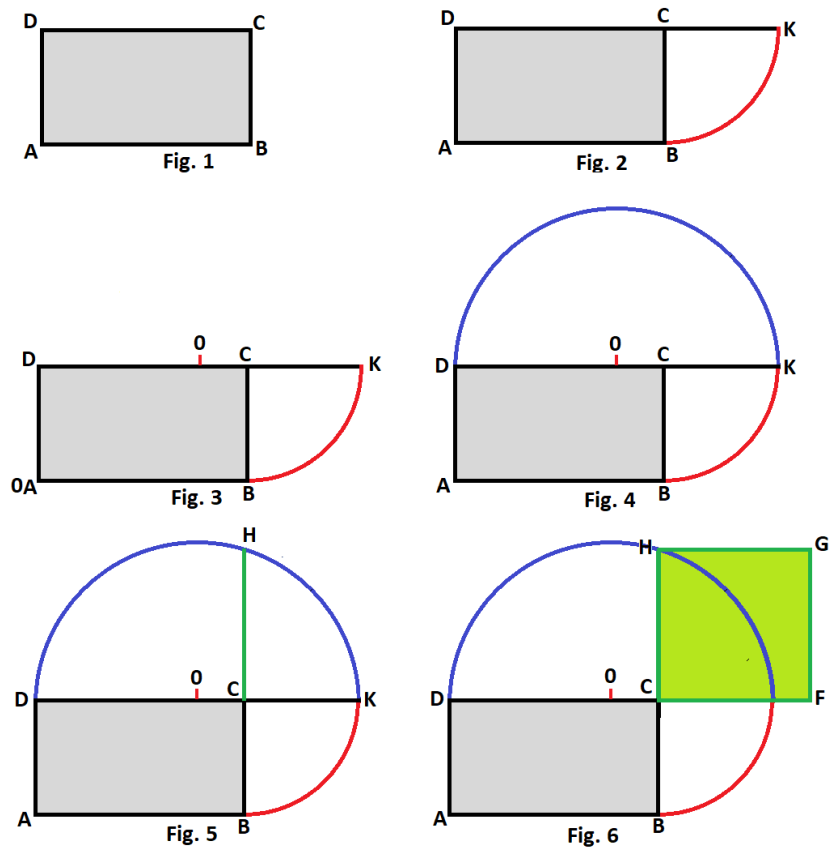 D C
A B
Fig. 1
D C K
A B
Fig. 2
D 0 C K
0A B
Fig. 3
0
D C K
A B
Fig. 4
H
0
D C K
A B
Fig. 5
H G
0
D C F
A B
Fig. 6